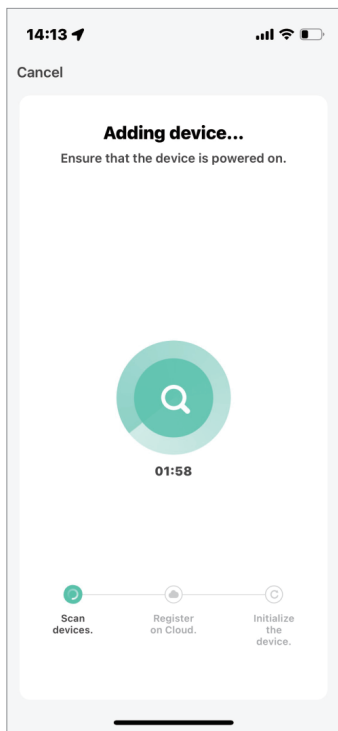 14:13
Cancel
Adding device...
Ensure that the device is powered on.
01:58
Scan
devices.
Register
on Cloud.
Initialize
the
device.